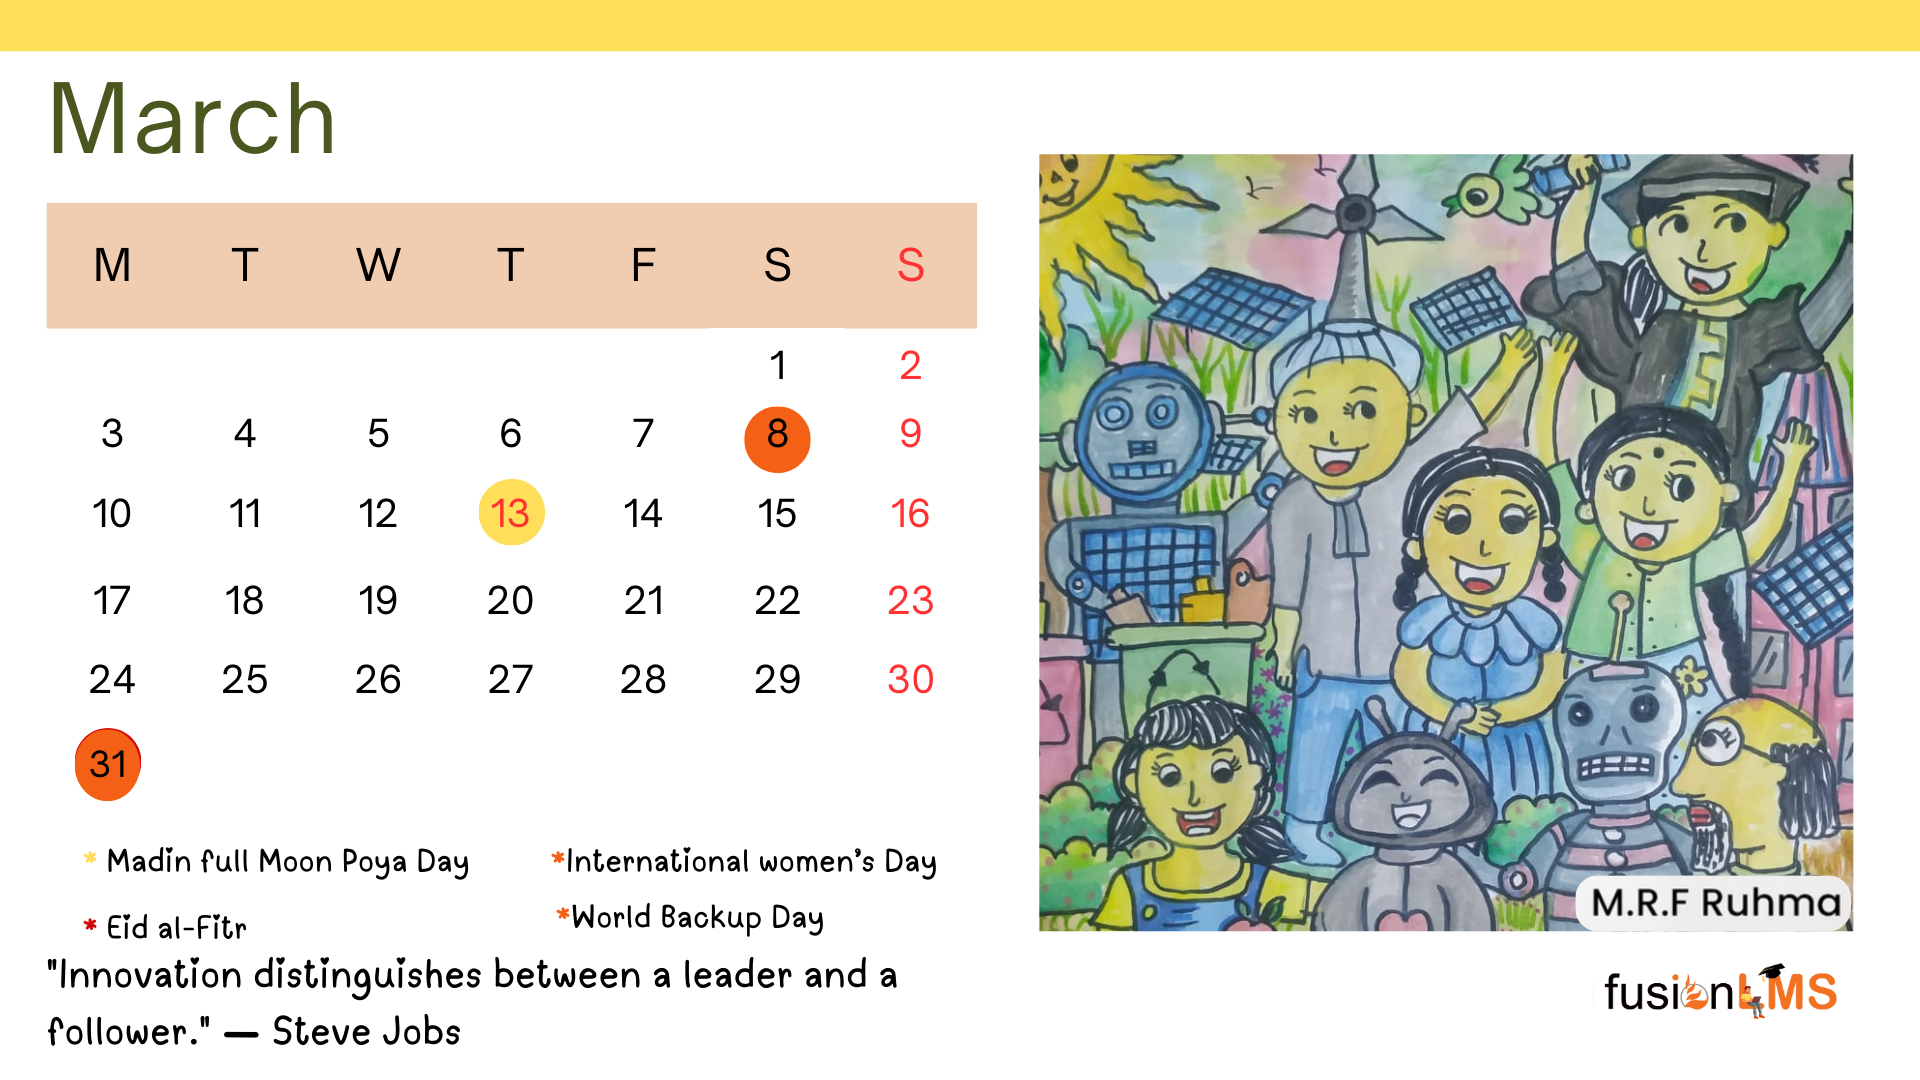 March
M T W T F S S
1 2
3 4 5 6 7 8 9
10 11 12 13 14 15 16
17 18 19 20 21 22 23
24 25 26 27 28 29 30
31
* Madin full Moon Poya Day
*International women's Day
* Eid al-Fitr
*World Backup Day
"Innovation distinguishes between a leader and a
follower." — Steve Jobs
M.R.F Ruhma
fusionLMS